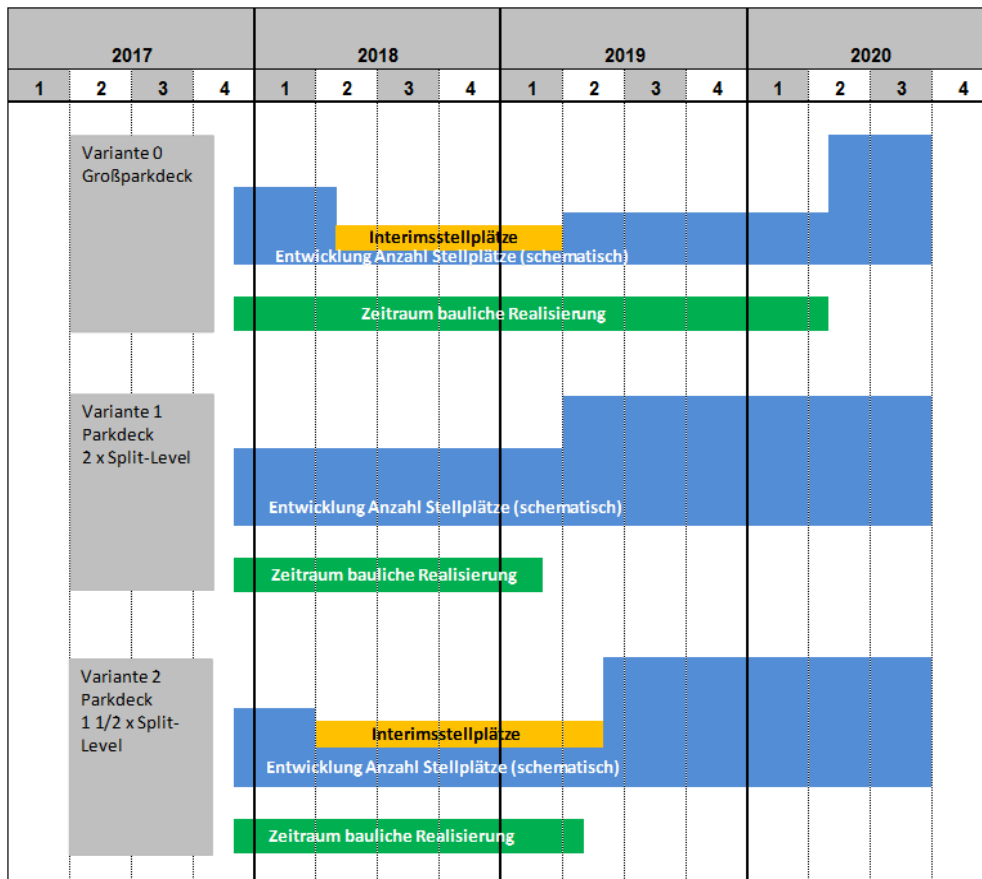 2017 2018 2019 2020
1 2 3 4 1 2 3 4 1 2 3 4 1 2 3 4
Variante 0
Großparkdeck
Interimsstellplätze
Entwicklung Anzahl Stellplätze (schematisch)
Zeitraum bauliche Realisierung
Variante 1
Parkdeck
2 x Split-Level
Entwicklung Anzahl Stellplätze (schematisch)
Zeitraum bauliche Realisierung
Variante 2
Parkdeck
1 1/2 x Split-
Level
Interimsstellplätze
Entwicklung Anzahl Stellplätze (schematisch)
Zeitraum bauliche Realisierung